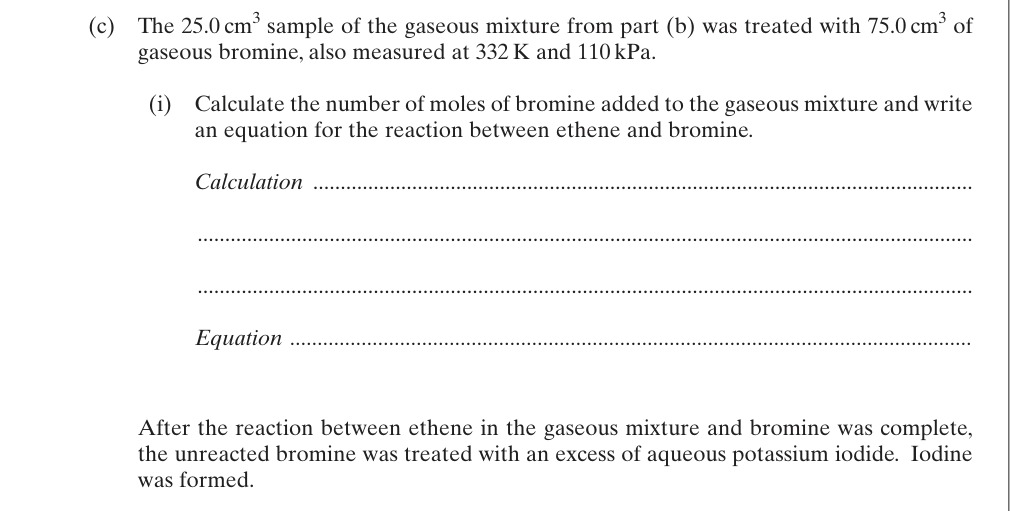 (c) The 25.0 cm³ sample of the gaseous mixture from part (b) was treated with 75.0 cm³ of
gaseous bromine, also measured at 332 K and 110 kPa.
(i) Calculate the number of moles of bromine added to the gaseous mixture and write
an equation for the reaction between ethene and bromine.
Calculation ..........................................................................................................................
................................................................................................................................................
................................................................................................................................................
Equation ..............................................................................................................................
After the reaction between ethene in the gaseous mixture and bromine was complete,
the unreacted bromine was treated with an excess of aqueous potassium iodide. Iodine
was formed.